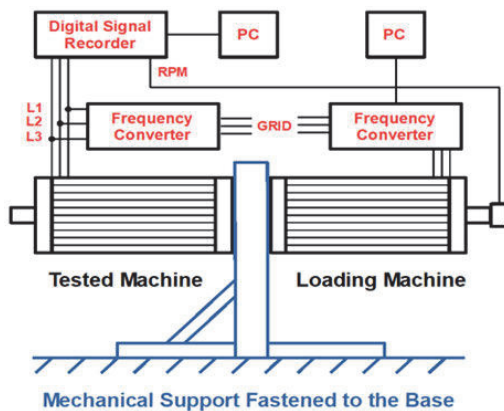 Digital Signal
Recorder
PC
PC
RPM
L1
L2
L3
Frequency
Converter
GRID
Frequency
Converter
Tested Machine
Loading Machine
Mechanical Support Fastened to the Base